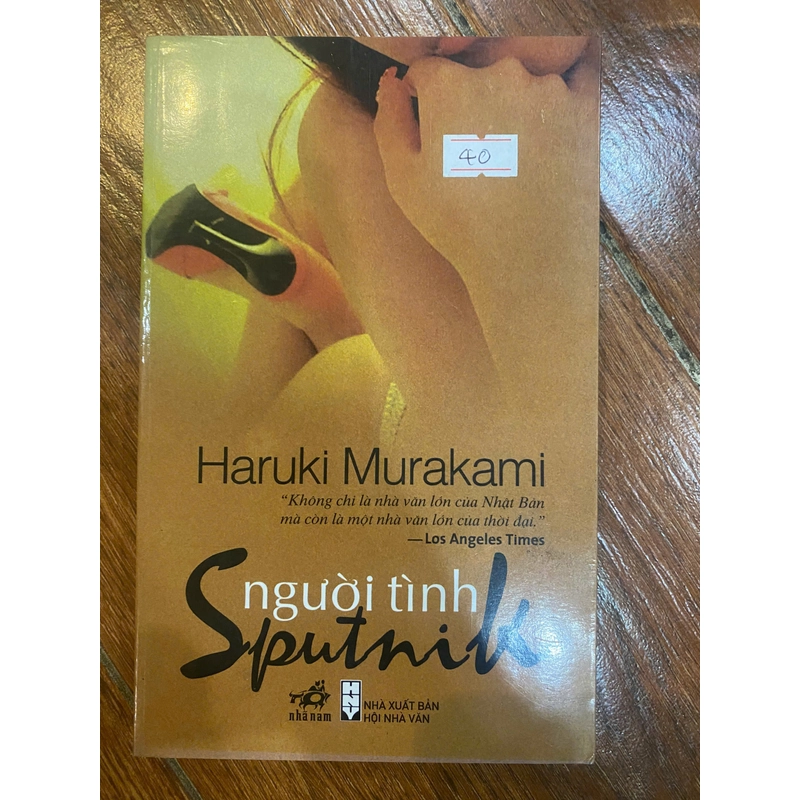 40
Haruki Murakami
“Không chỉ là nhà văn lớn của Nhật Bản
mà còn là một nhà văn lớn của thời đại.”
—Los Angeles Times
người tình
Sputnik
nhã nam
NHÀ XUẤT BẢN
HỘI NHÀ VĂN